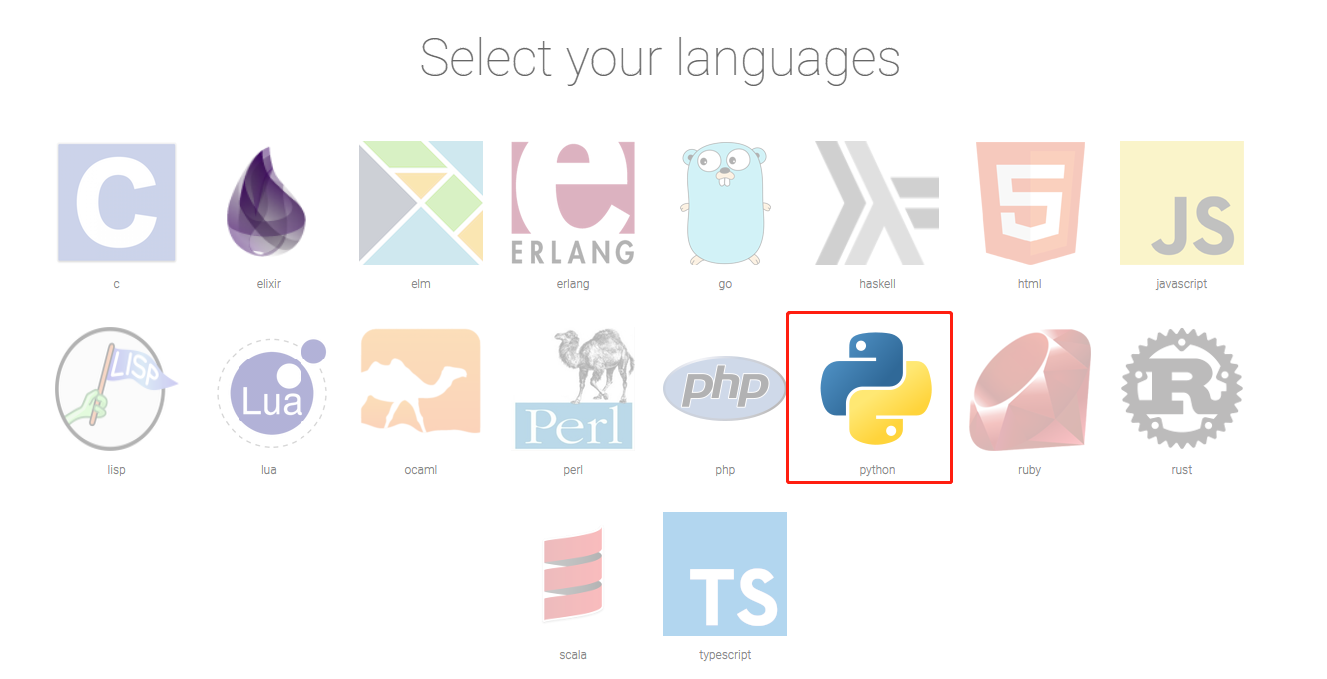 Select your languages
C
e
ERLANG
5
JS
c
elixir
elm
erlang
go
haskell
html
javascript
LISP
Lua
Perl
php
R
lisp
lua
ocaml
perl
php
python
ruby
rust
TS
scala
typescript